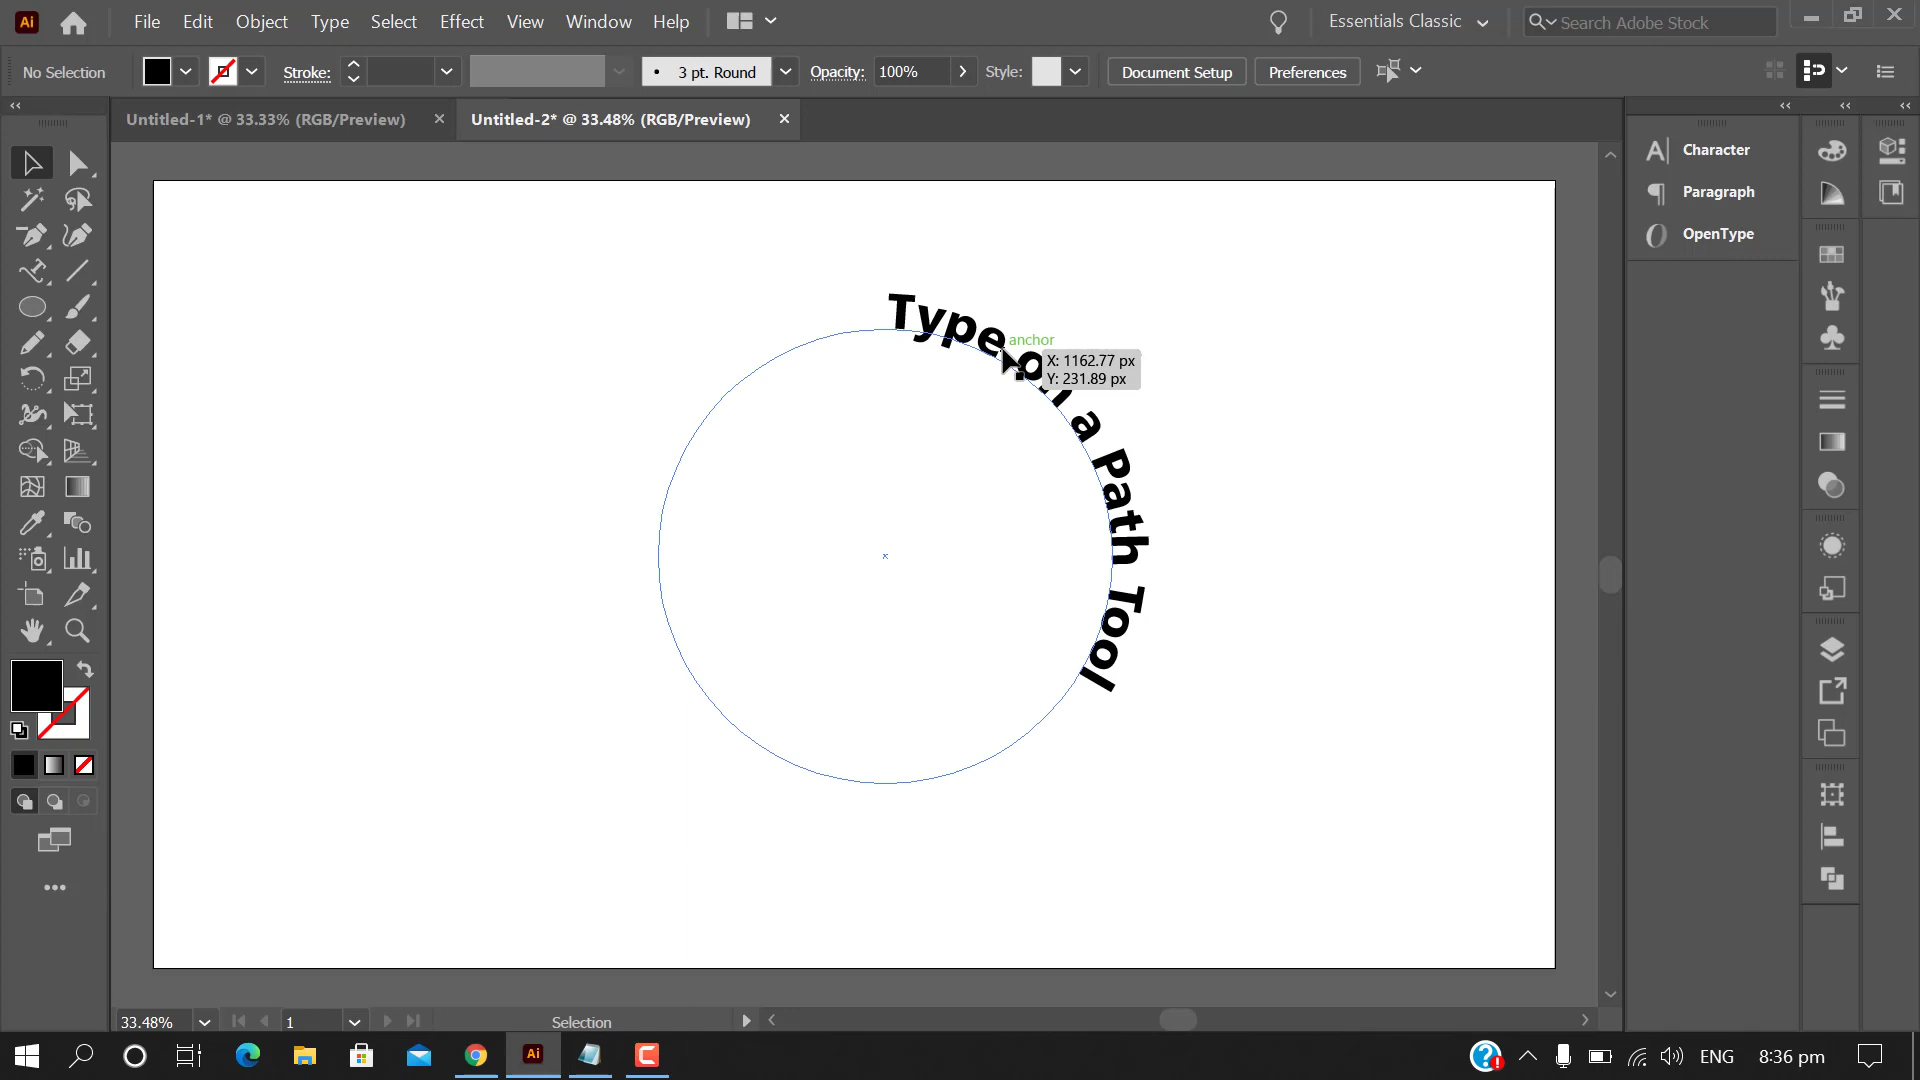 Ai File Edit Object Type Select Effect View Window Help Essentials Classic Search Adobe Stock
No Selection Stroke: 3 pt. Round Opacity: 100% Style: Document Setup Preferences
Untitled-1* @ 33.33% (RGB/Preview) Untitled-2* @ 33.48% (RGB/Preview)
Character
Paragraph
OpenType
Type on a Path Tool
anchor
X: 1162.77 px
Y: 231.89 px
33.48% 1 Selection
Ai ENG 8:36 pm